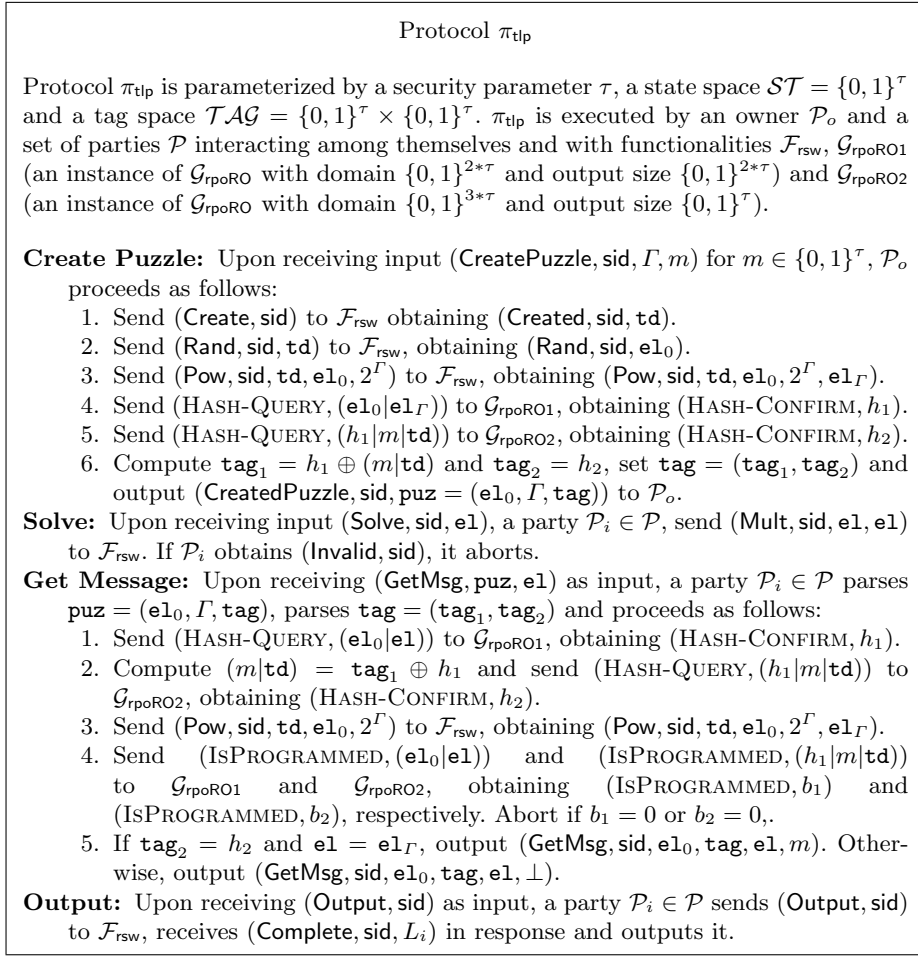 Protocol π_tlp
Protocol π_tlp is parameterized by a security parameter τ, a state space 𝒮𝒯 = {0, 1}^τ
and a tag space 𝒯𝒜𝒢 = {0, 1}^τ × {0, 1}^τ. π_tlp is executed by an owner 𝒫_o and a
set of parties 𝒫 interacting among themselves and with functionalities ℱ_rsw, 𝒢_rpoRO1
(an instance of 𝒢_rpoRO with domain {0, 1}^{2*τ} and output size {0, 1}^{2*τ}) and 𝒢_rpoRO2
(an instance of 𝒢_rpoRO with domain {0, 1}^{3*τ} and output size {0, 1}^τ).
Create Puzzle: Upon receiving input (CreatePuzzle, sid, Γ, m) for m ∈ {0, 1}^τ, 𝒫_o
proceeds as follows:
1. Send (Create, sid) to ℱ_rsw obtaining (Created, sid, td).
2. Send (Rand, sid, td) to ℱ_rsw, obtaining (Rand, sid, el_0).
3. Send (Pow, sid, td, el_0, 2^Γ) to ℱ_rsw, obtaining (Pow, sid, td, el_0, 2^Γ, el_Γ).
4. Send (HASH-QUERY, (el_0|el_Γ)) to 𝒢_rpoRO1, obtaining (HASH-CONFIRM, h_1).
5. Send (HASH-QUERY, (h_1|m|td)) to 𝒢_rpoRO2, obtaining (HASH-CONFIRM, h_2).
6. Compute tag_1 = h_1 ⊕ (m|td) and tag_2 = h_2, set tag = (tag_1, tag_2) and
output (CreatedPuzzle, sid, puz = (el_0, Γ, tag)) to 𝒫_o.
Solve: Upon receiving input (Solve, sid, el), a party 𝒫_i ∈ 𝒫, send (Mult, sid, el, el)
to ℱ_rsw. If 𝒫_i obtains (Invalid, sid), it aborts.
Get Message: Upon receiving (GetMsg, puz, el) as input, a party 𝒫_i ∈ 𝒫 parses
puz = (el_0, Γ, tag), parses tag = (tag_1, tag_2) and proceeds as follows:
1. Send (HASH-QUERY, (el_0|el)) to 𝒢_rpoRO1, obtaining (HASH-CONFIRM, h_1).
2. Compute (m|td) = tag_1 ⊕ h_1 and send (HASH-QUERY, (h_1|m|td)) to
𝒢_rpoRO2, obtaining (HASH-CONFIRM, h_2).
3. Send (Pow, sid, td, el_0, 2^Γ) to ℱ_rsw, obtaining (Pow, sid, td, el_0, 2^Γ, el_Γ).
4. Send (ISPROGRAMMED, (el_0|el)) and (ISPROGRAMMED, (h_1|m|td))
to 𝒢_rpoRO1 and 𝒢_rpoRO2, obtaining (ISPROGRAMMED, b_1) and
(ISPROGRAMMED, b_2), respectively. Abort if b_1 = 0 or b_2 = 0,.
5. If tag_2 = h_2 and el = el_Γ, output (GetMsg, sid, el_0, tag, el, m). Other-
wise, output (GetMsg, sid, el_0, tag, el, ⊥).
Output: Upon receiving (Output, sid) as input, a party 𝒫_i ∈ 𝒫 sends (Output, sid)
to ℱ_rsw, receives (Complete, sid, L_i) in response and outputs it.